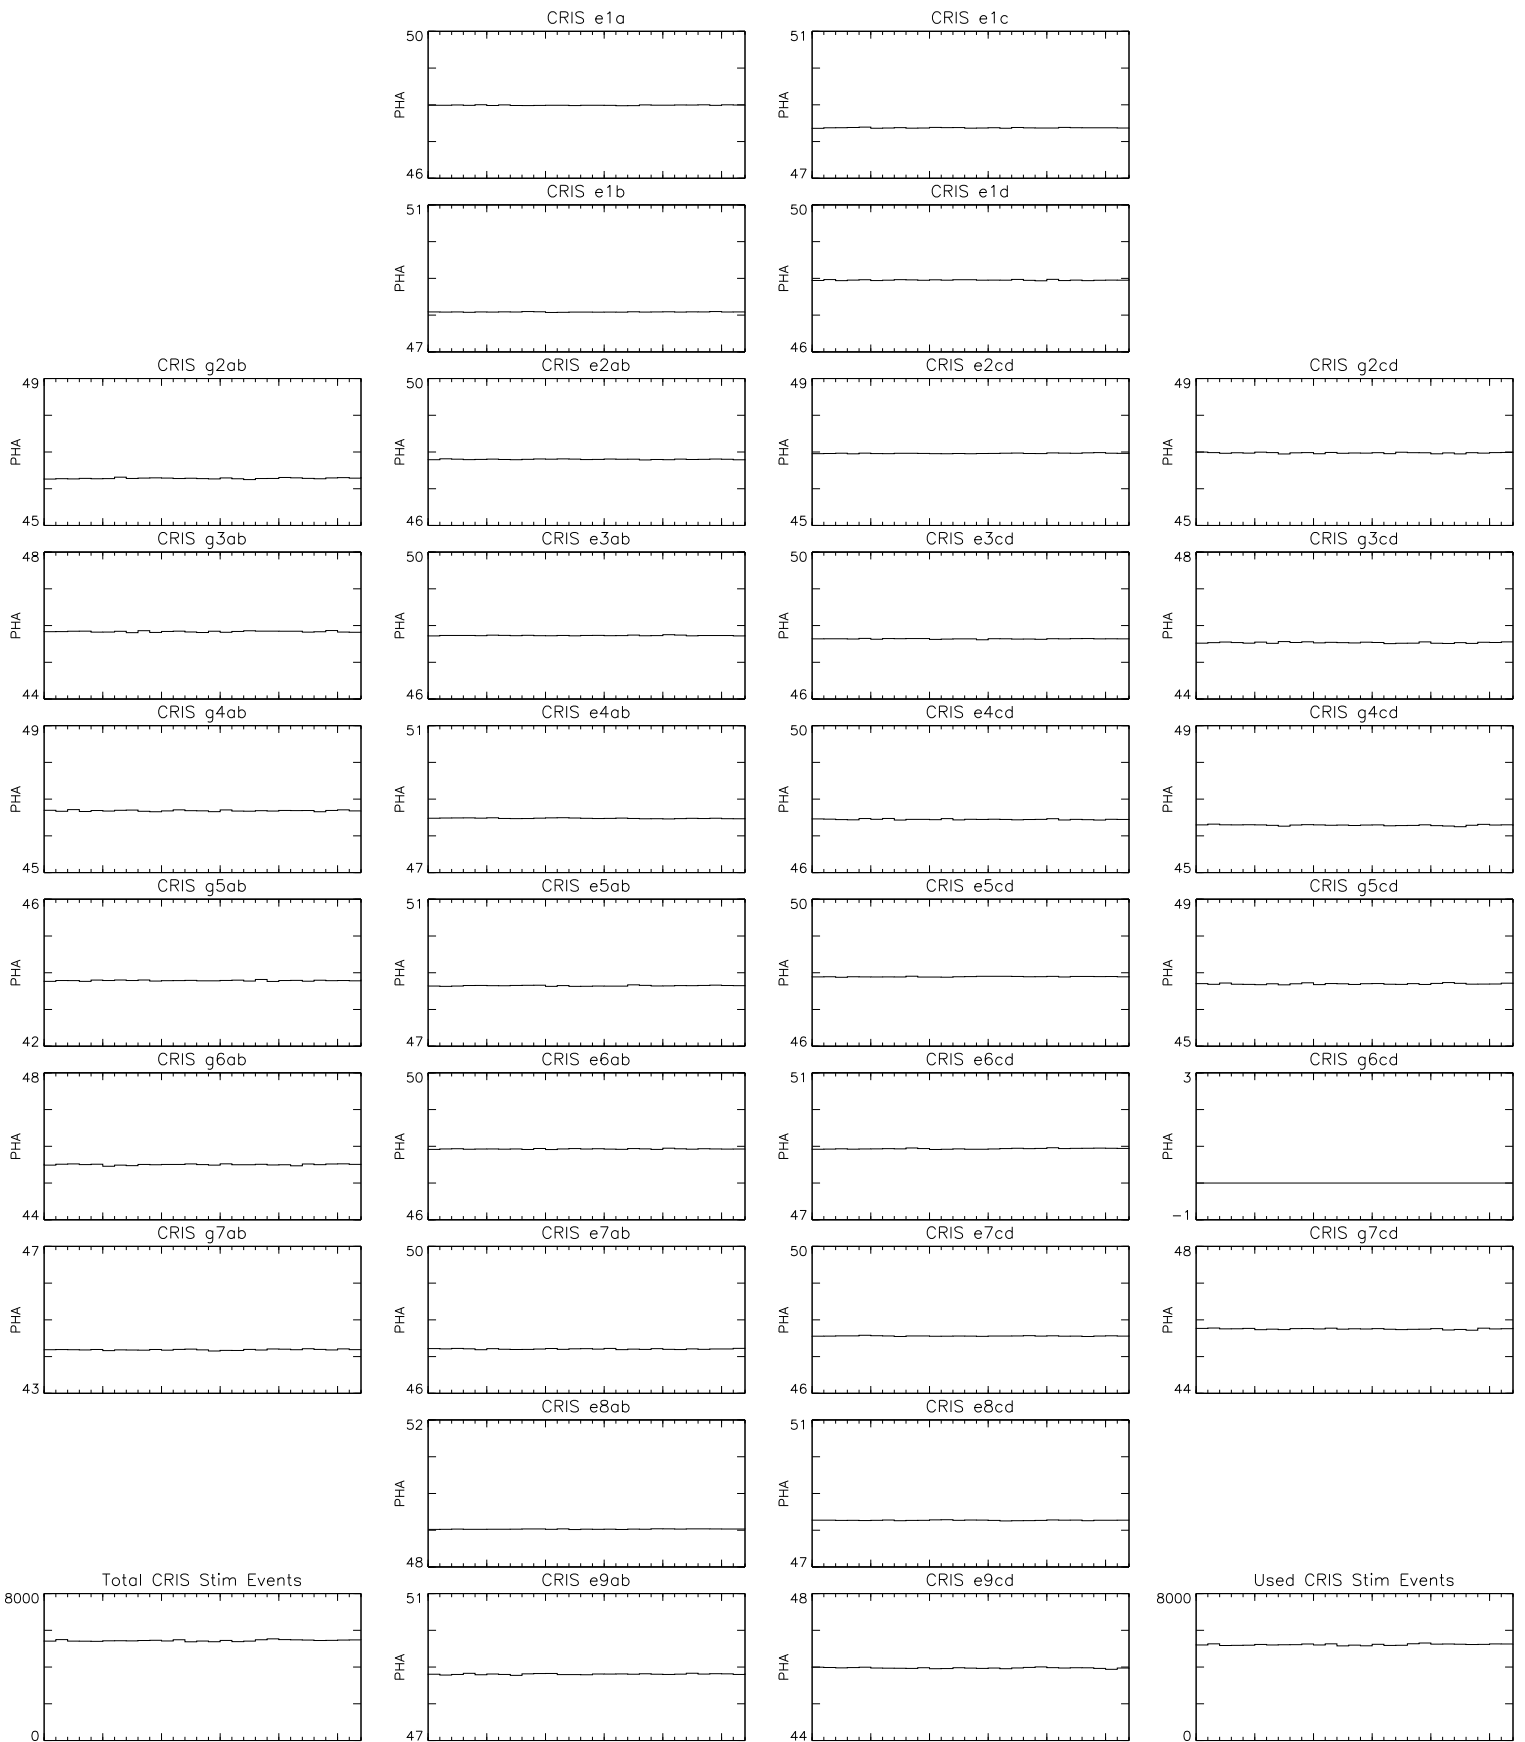 CRIS e1a
CRIS e1c
50
PHA
46
51
PHA
47
CRIS e1b
CRIS e1d
51
PHA
47
50
PHA
46
CRIS g2ab
CRIS e2ab
CRIS e2cd
CRIS g2cd
49
PHA
45
50
PHA
46
49
PHA
45
49
PHA
45
CRIS g3ab
CRIS e3ab
CRIS e3cd
CRIS g3cd
48
PHA
44
50
PHA
46
50
PHA
46
48
PHA
44
CRIS g4ab
CRIS e4ab
CRIS e4cd
CRIS g4cd
49
PHA
45
51
PHA
47
50
PHA
46
49
PHA
45
CRIS g5ab
CRIS e5ab
CRIS e5cd
CRIS g5cd
46
PHA
42
51
PHA
47
50
PHA
46
49
PHA
45
CRIS g6ab
CRIS e6ab
CRIS e6cd
CRIS g6cd
48
PHA
44
50
PHA
46
51
PHA
47
3
PHA
-1
CRIS g7ab
CRIS e7ab
CRIS e7cd
CRIS g7cd
47
PHA
43
50
PHA
46
50
PHA
46
48
PHA
44
CRIS e8ab
CRIS e8cd
52
PHA
48
51
PHA
47
Total CRIS Stim Events
CRIS e9ab
CRIS e9cd
Used CRIS Stim Events
8000
0
51
PHA
47
48
PHA
44
8000
0